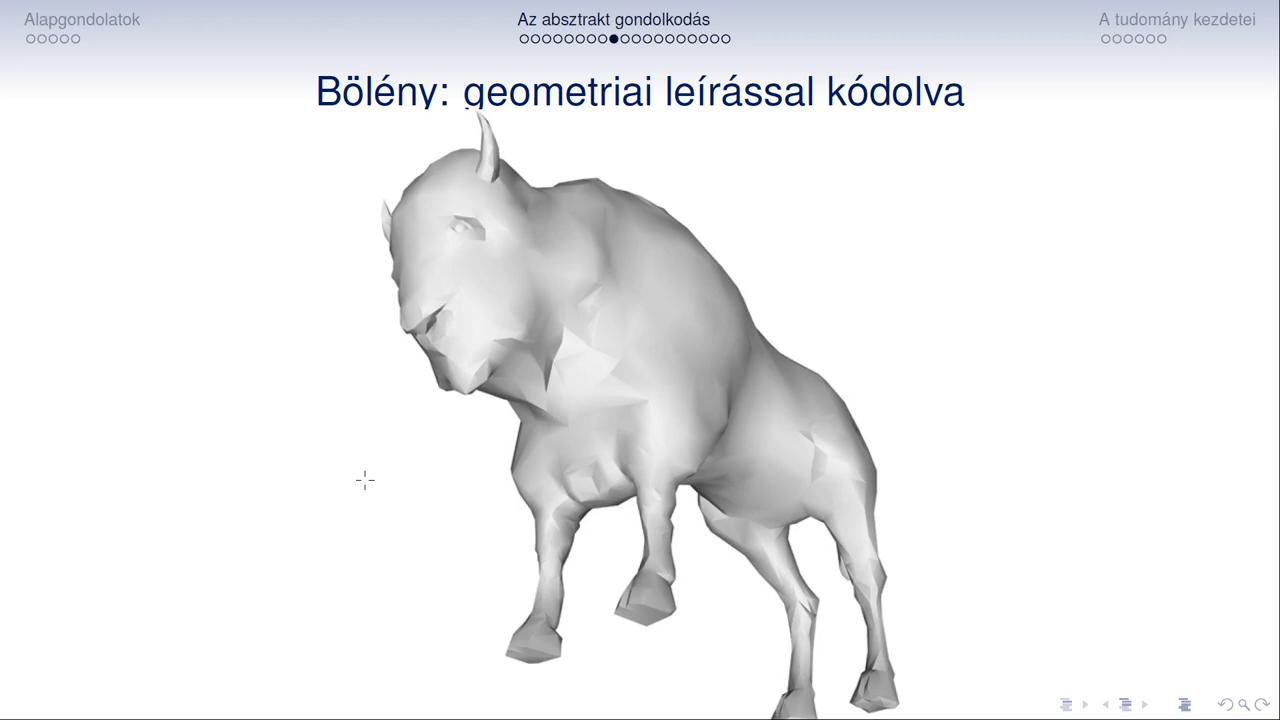 Alapgondolatok
Az absztrakt gondolkodás
A tudomány kezdetei
Bölény: geometriai leírással kódolva